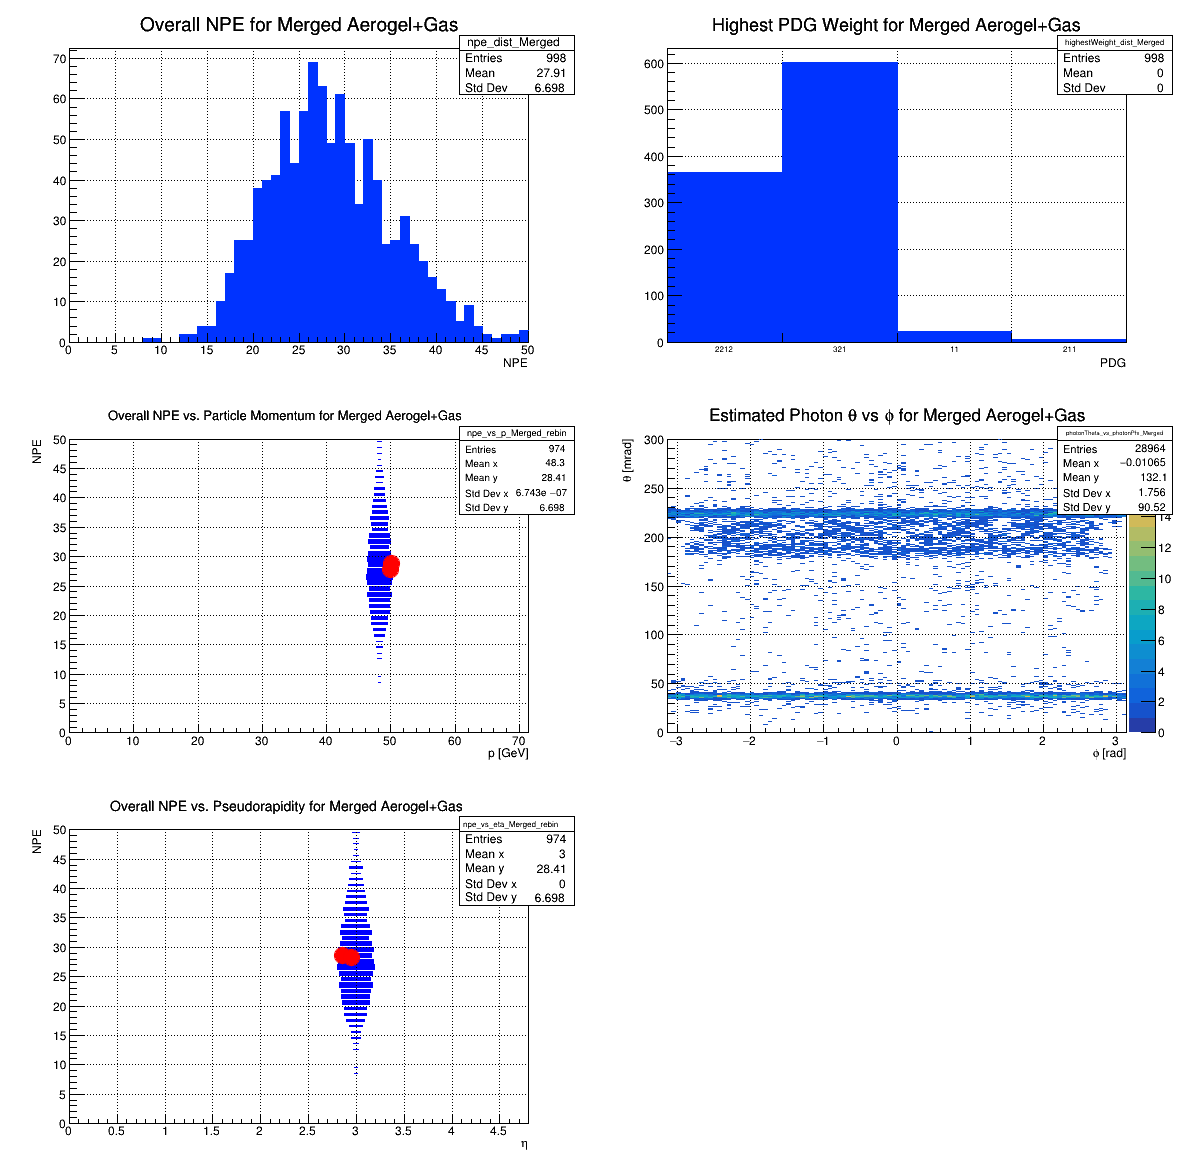 Overall NPE for Merged Aerogel+Gas
npe_dist_Merged
Entries 998
Mean 27.91
Std Dev 6.698
70
60
50
40
30
20
10
0
0 5 10 15 20 25 30 35 40 45 50
NPE
Highest PDG Weight for Merged Aerogel+Gas
highestWeight_dist_Merged
Entries 998
Mean 0
Std Dev 0
600
500
400
300
200
100
0
2212 321 11 211
PDG
Overall NPE vs. Particle Momentum for Merged Aerogel+Gas
NPE
npe_vs_p_Merged_rebin
Entries 974
Mean x 48.3
Mean y 28.41
Std Dev x 6.743e −07
Std Dev y 6.698
50
45
40
35
30
25
20
15
10
5
0
0 10 20 30 40 50 60 70
p [GeV]
Estimated Photon θ vs ϕ for Merged Aerogel+Gas
θ [mrad]
photonTheta_vs_photonPhi_Merged
Entries 28964
Mean x −0.01065
Mean y 132.1
Std Dev x 1.756
Std Dev y 90.52
300
250
200
150
100
50
0
−3 −2 −1 0 1 2 3
ϕ [rad]
14
12
10
8
6
4
2
0
Overall NPE vs. Pseudorapidity for Merged Aerogel+Gas
NPE
npe_vs_eta_Merged_rebin
Entries 974
Mean x 3
Mean y 28.41
Std Dev x 0
Std Dev y 6.698
50
45
40
35
30
25
20
15
10
5
0
0 0.5 1 1.5 2 2.5 3 3.5 4 4.5
η